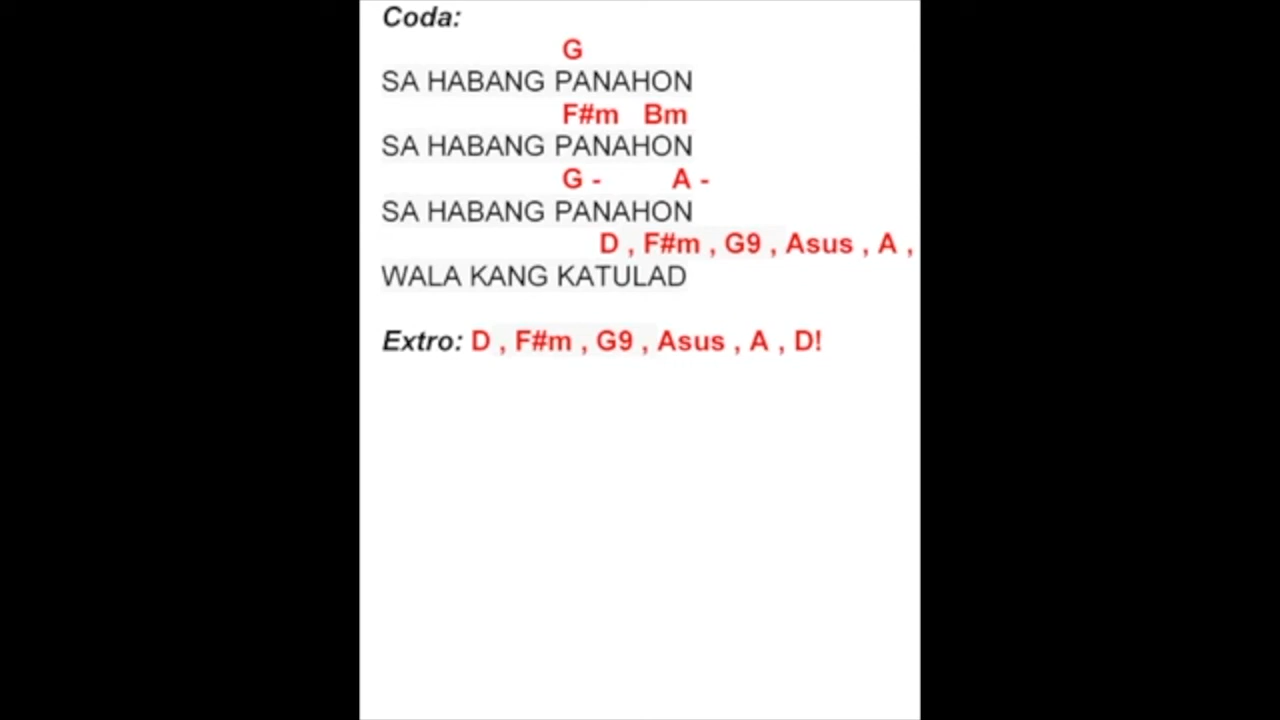 Coda:
G
SA HABANG PANAHON
F#m Bm
SA HABANG PANAHON
G - A -
SA HABANG PANAHON
D , F#m , G9 , Asus , A ,
WALA KANG KATULAD
Extro: D , F#m , G9 , Asus , A , D!